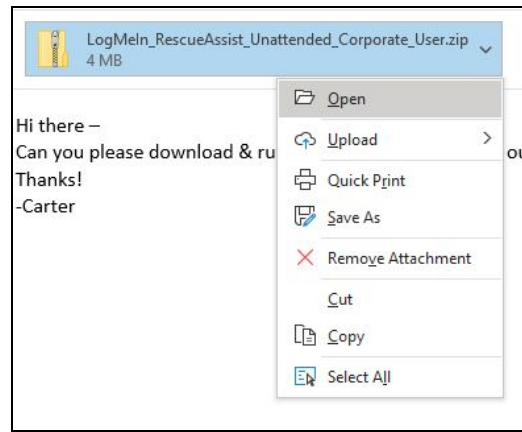 LogMeIn_RescueAssist_Unattended_Corporate_User.zip
4 MB
Open
Hi there –
Upload
Can you please download & ru
ou
Thanks!
Quick Print
-Carter
Save As
Remove Attachment
Cut
Copy
Select All